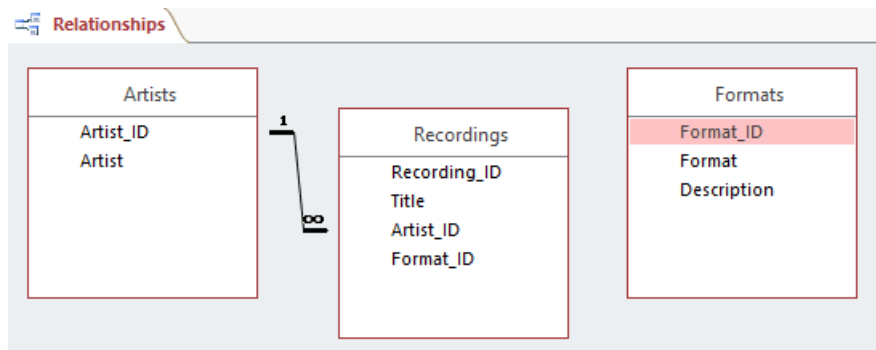 Relationships
Artists
Artist_ID
Artist
1
∞
Recordings
Recording_ID
Title
Artist_ID
Format_ID
Formats
Format_ID
Format
Description